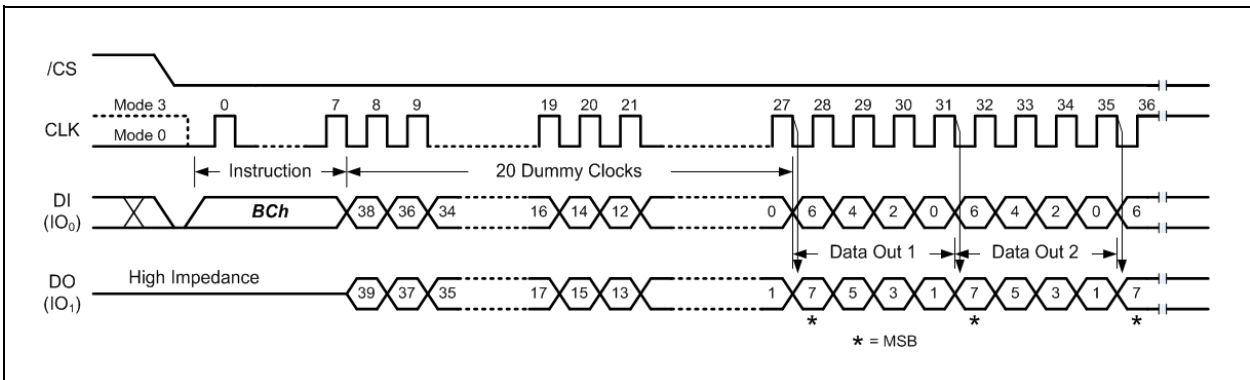 /CS
Mode 3 0 7 8 9 19 20 21 27 28 29 30 31 32 33 34 35 36
CLK
Mode 0
Instruction 20 Dummy Clocks
DI
(IO0)
BCh 38 36 34 16 14 12 0 6 4 2 0 6 4 2 0 6
Data Out 1 Data Out 2
High Impedance
DO
(IO1)
39 37 35 17 15 13 1 7 5 3 1 7 5 3 1 7
* * *
* = MSB